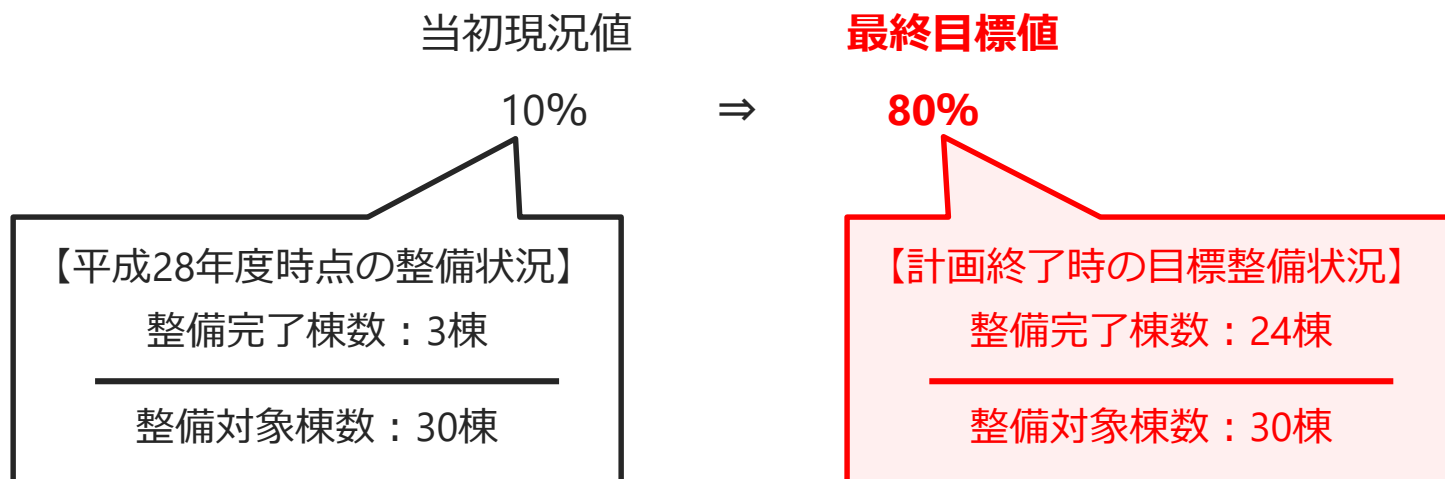 当初現況値
最終目標値
10%
⇒
80%
【平成28年度時点の整備状況】
整備完了棟数：3棟
整備対象棟数：30棟
【計画終了時の目標整備状況】
整備完了棟数：24棟
整備対象棟数：30棟